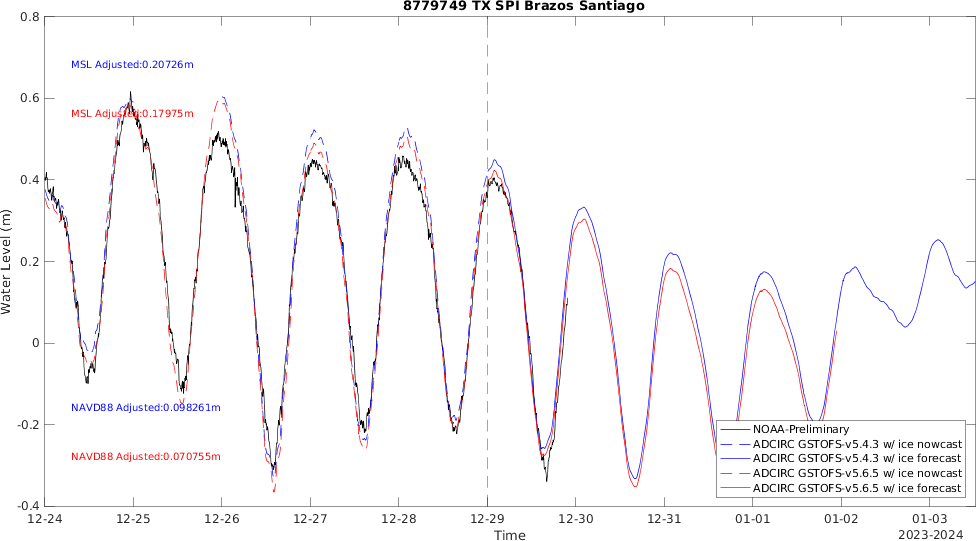 8779749 TX SPI Brazos Santiago
Water Level (m)
0.8
0.6
0.4
0.2
0
-0.2
-0.4
MSL Adjusted:0.20726m
MSL Adjusted:0.17975m
NAVD88 Adjusted:0.098261m
NAVD88 Adjusted:0.070755m
NOAA-Preliminary
ADCIRC GSTOFS-v5.4.3 w/ ice nowcast
ADCIRC GSTOFS-v5.4.3 w/ ice forecast
ADCIRC GSTOFS-v5.6.5 w/ ice nowcast
ADCIRC GSTOFS-v5.6.5 w/ ice forecast
12-24 12-25 12-26 12-27 12-28 12-29 12-30 12-31 01-01 01-02 01-03
Time
2023-2024